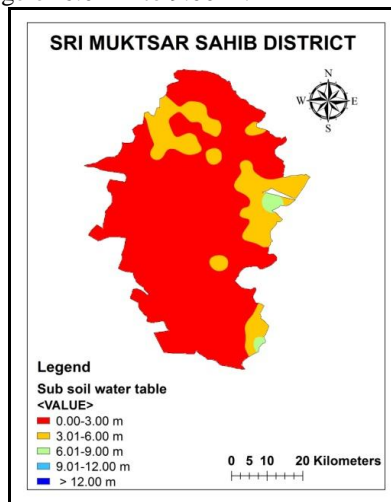 SRI MUKTSAR SAHIB DISTRICT
N
W E
S
Legend
Sub soil water table
<VALUE>
0.00-3.00 m
3.01-6.00 m
6.01-9.00 m
9.01-12.00 m
> 12.00 m
0 5 10 20 Kilometers